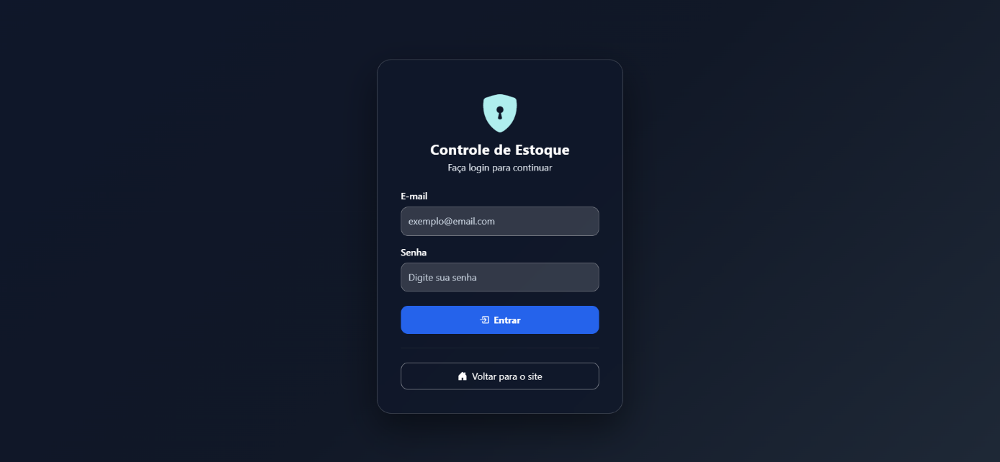 Controle de Estoque
Faça login para continuar
E-mail
exemplo@email.com
Senha
Digite sua senha
Entrar
Voltar para o site